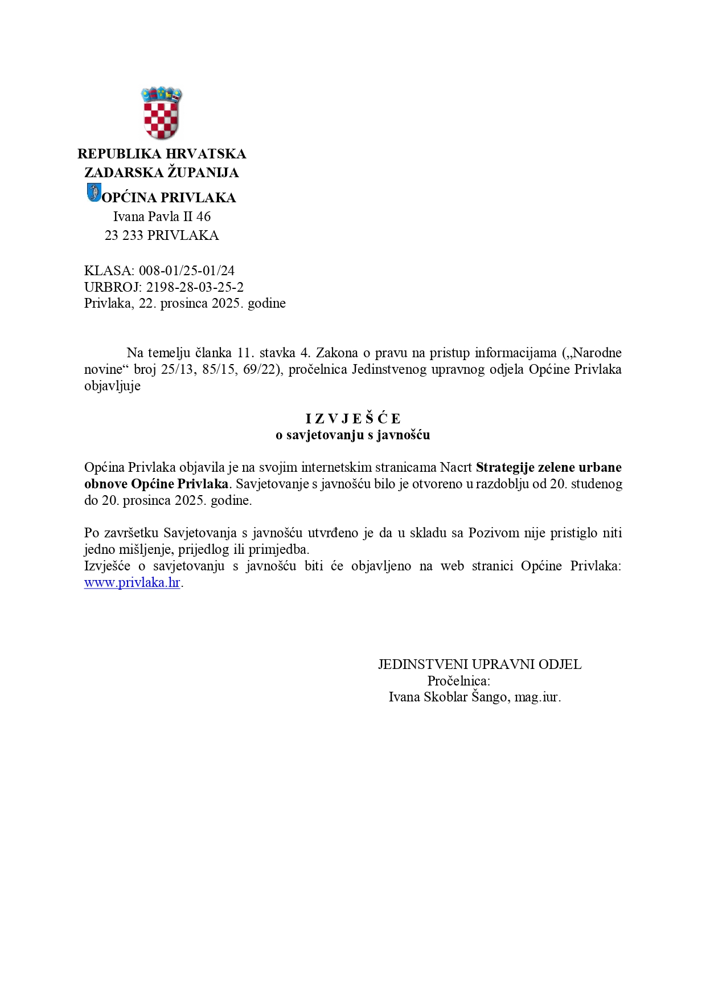 REPUBLIKA HRVATSKA
ZADARSKA ŽUPANIJA
OPĆINA PRIVLAKA
Ivana Pavla II 46
23 233 PRIVLAKA
KLASA: 008-01/25-01/24
URBROJ: 2198-28-03-25-2
Privlaka, 22. prosinca 2025. godine
Na temelju članka 11. stavka 4. Zakona o pravu na pristup informacijama („Narodne
novine“ broj 25/13, 85/15, 69/22), pročelnica Jedinstvenog upravnog odjela Općine Privlaka
objavljuje
I Z V J E Š Ć E
o savjetovanju s javnošću
Općina Privlaka objavila je na svojim internetskim stranicama Nacrt Strategije zelene urbane
obnove Općine Privlaka. Savjetovanje s javnošću bilo je otvoreno u razdoblju od 20. studenog
do 20. prosinca 2025. godine.
Po završetku Savjetovanja s javnošću utvrđeno je da u skladu sa Pozivom nije pristiglo niti
jedno mišljenje, prijedlog ili primjedba.
Izvješće o savjetovanju s javnošću biti će objavljeno na web stranici Općine Privlaka:
www.privlaka.hr.
JEDINSTVENI UPRAVNI ODJEL
Pročelnica:
Ivana Skoblar Šango, mag.iur.